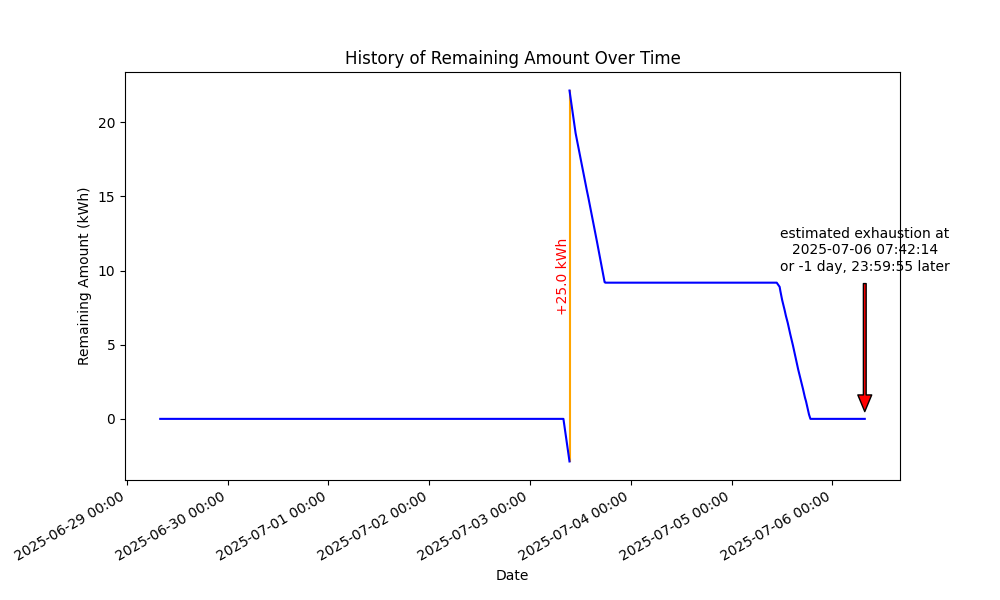 History of Remaining Amount Over Time
Remaining Amount (kWh)
20
15
10
5
0
+25.0 kWh
estimated exhaustion at
2025-07-06 07:42:14
or -1 day, 23:59:55 later
2025-06-29 00:00
2025-06-30 00:00
2025-07-01 00:00
2025-07-02 00:00
2025-07-03 00:00
2025-07-04 00:00
2025-07-05 00:00
2025-07-06 00:00
Date